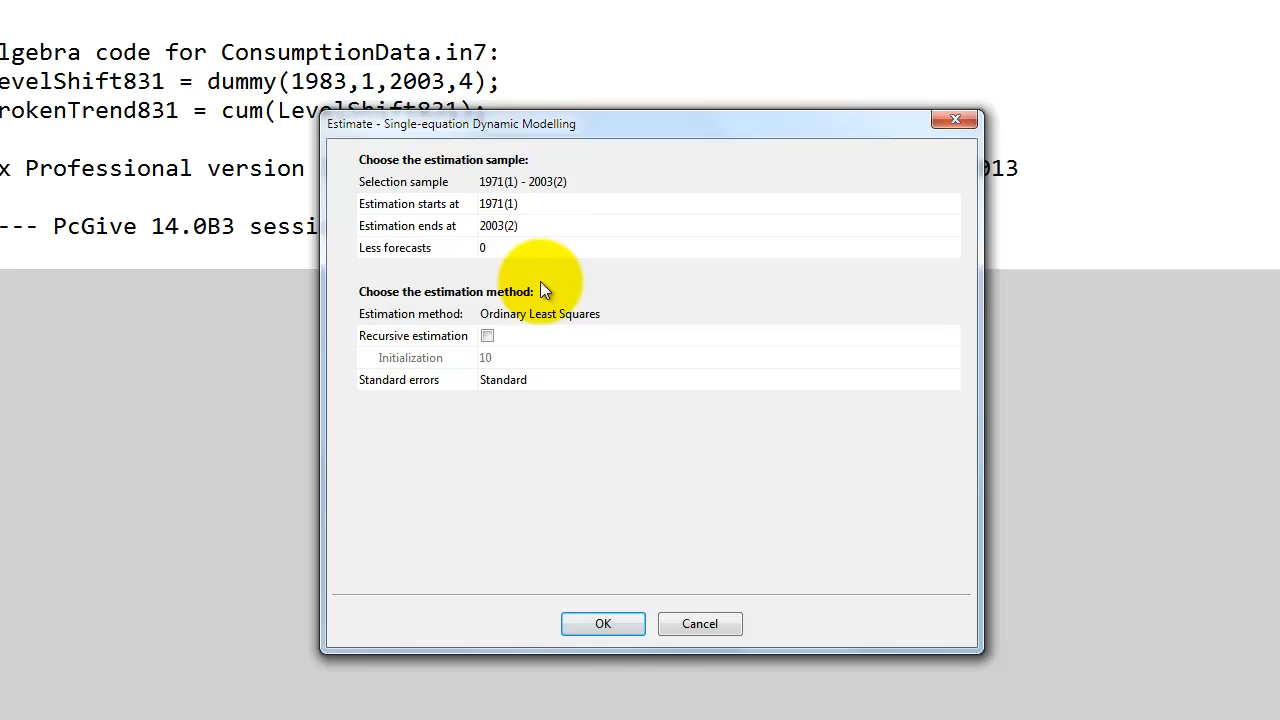 lgebra code for ConsumptionData.in7:
evelShift831 = dummy(1983,1,2003,4);
rokenTrend831 = cum(LevelShift831);
Estimate - Single-equation Dynamic Modelling
Choose the estimation sample:
x Professional version
013
Selection sample 1971(1) - 2003(2)
Estimation starts at 1971(1)
Estimation ends at 2003(2)
--- PcGive 14.0B3 sessi
Less forecasts 0
Choose the estimation method:
Estimation method: Ordinary Least Squares
Recursive estimation
Initialization 10
Standard errors Standard
OK Cancel